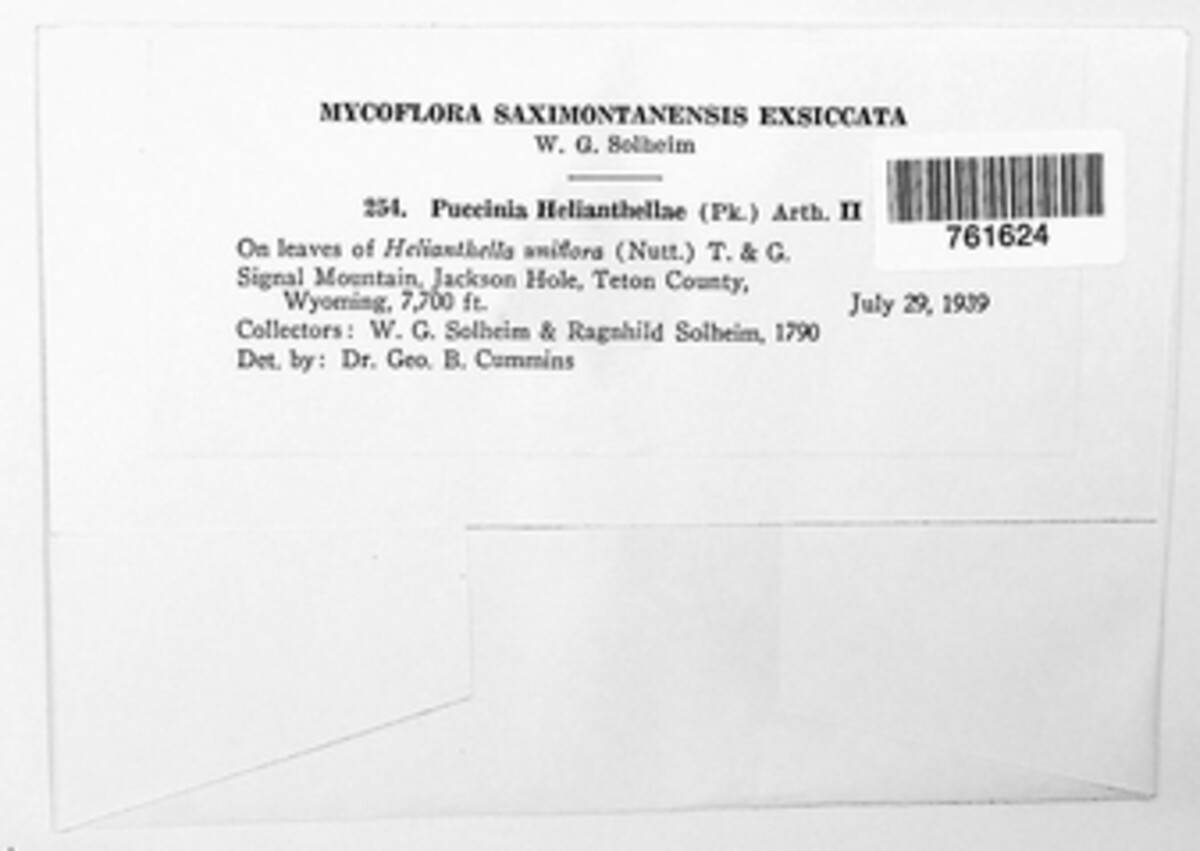 MYCOFLORA SAXIMONTANENSIS EXSICCATA
W. G. Solheim
254. Puccinia Helianthellae (Pk.) Arth. II
On leaves of Helianthella uniflora (Nutt.) T. & G.
Signal Mountain, Jackson Hole, Teton County,
Wyoming, 7,700 ft. July 29, 1939
Collectors: W. G. Solheim & Ragnhild Solheim, 1790
Det. by: Dr. Geo. B. Cummins
761624